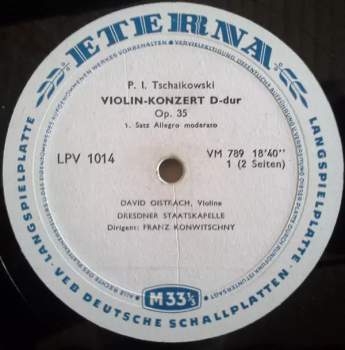 ETERNA
P. I. Tschaikowski
VIOLIN-KONZERT D-dur
Op. 35
1. Satz Allegro moderato
LPV 1014
VM 789 18'40''
1 (2 Seiten)
DAVID OISTRACH, Violine
DRESDNER STAATSKAPELLE
Dirigent: FRANZ KONWITSCHNY
LANGSPIELPLATTE · VEB DEUTSCHE SCHALLPLATTEN · LANGSPIELPLATTE
M 33⅓